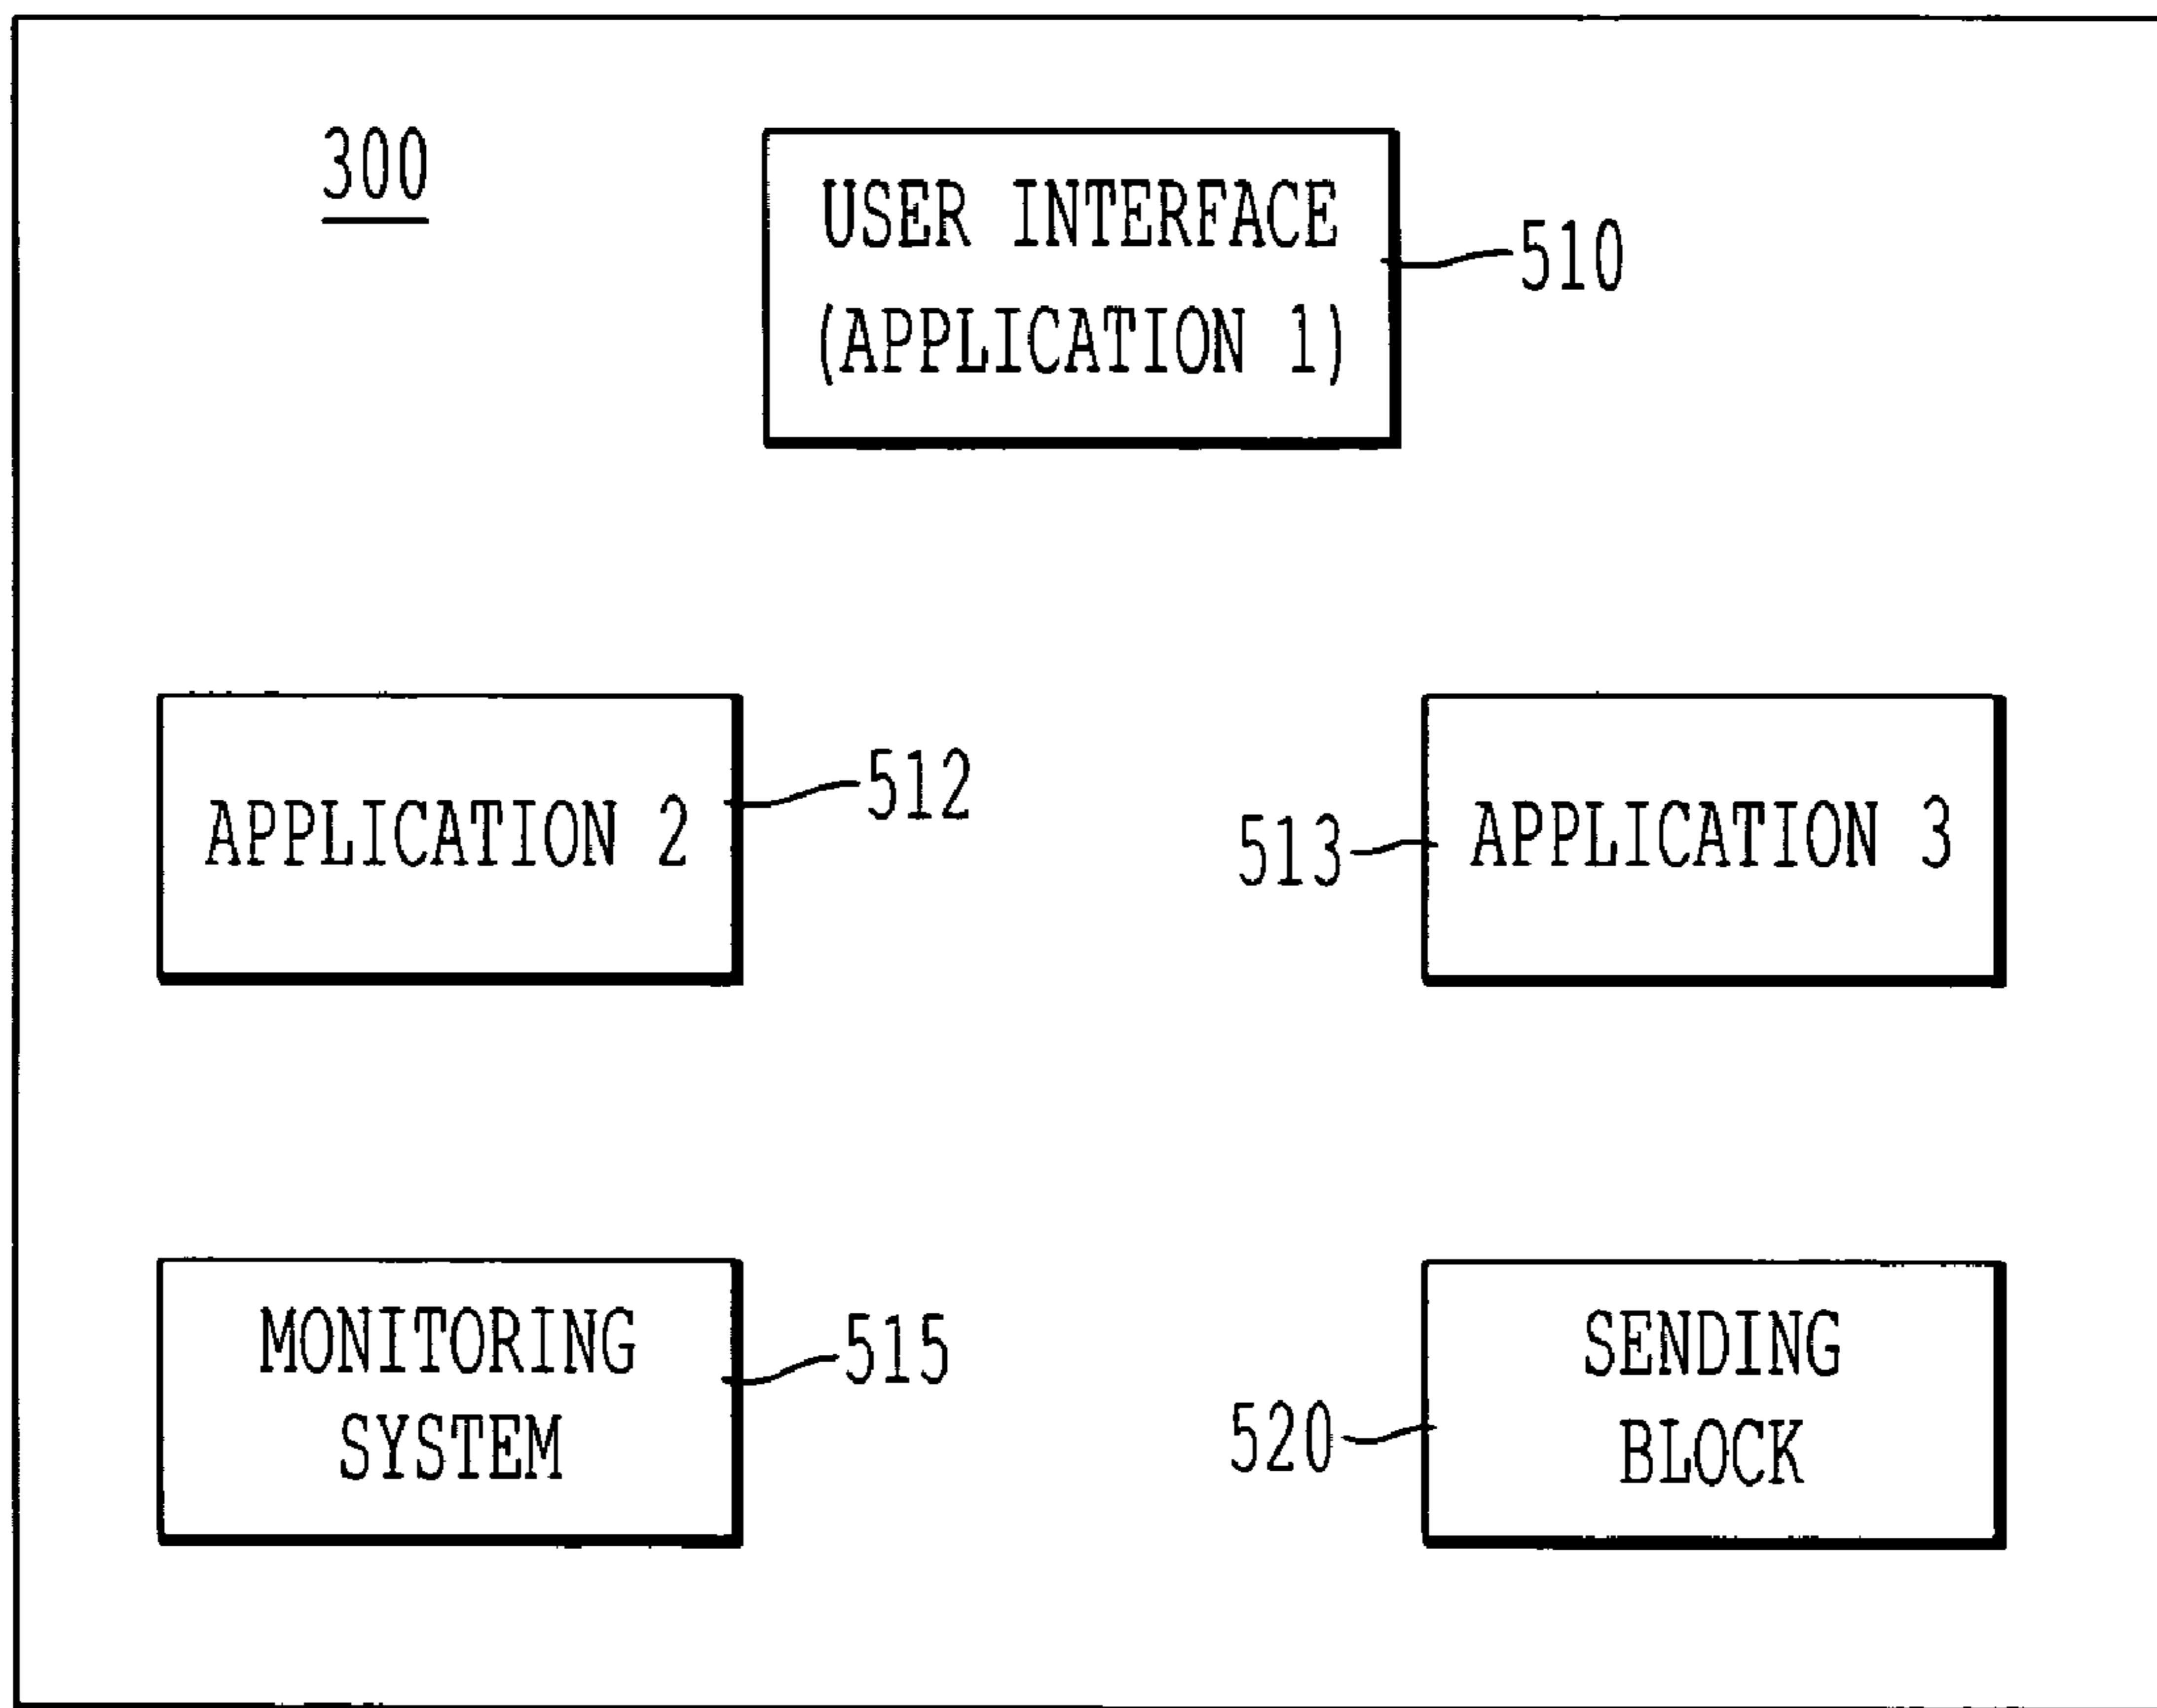 300
USER INTERFACE
(APPLICATION 1)
510
APPLICATION 2
512
513
APPLICATION 3
MONITORING
SYSTEM
515
520
SENDING
BLOCK